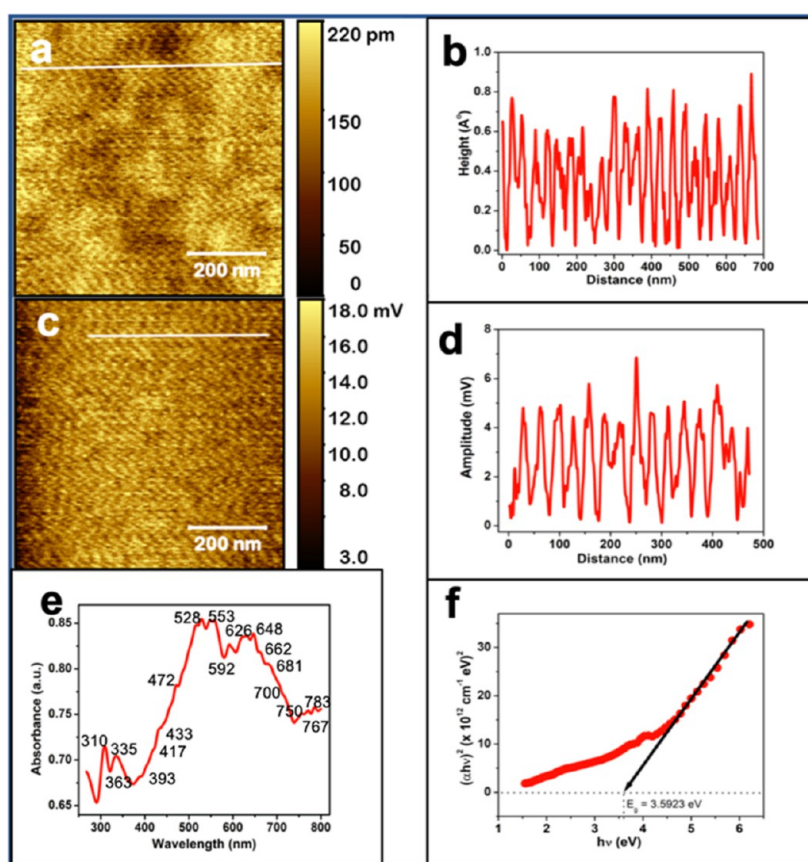 a
220 pm
150
100
50
0
200 nm
b
Height (A⁰)
1.0
0.8
0.6
0.4
0.2
0.0
0 100 200 300 400 500 600 700
Distance (nm)
c
18.0 mV
16.0
14.0
12.0
10.0
8.0
3.0
200 nm
d
Amplitude (mV)
8
6
4
2
0
0 100 200 300 400 500
Distance (nm)
e
Absorbance (a.u.)
0.85
0.80
0.75
0.70
0.65
528 553
626 648
662
592
681
472
700
750 783
767
433
417
310 335
363 393
300 400 500 600 700 800
Wavelength (nm)
f
(αhν)² (x 10¹² cm⁻¹ eV)²
30
20
10
0
E_g = 3.5923 eV
1 2 3 4 5 6
hν (eV)